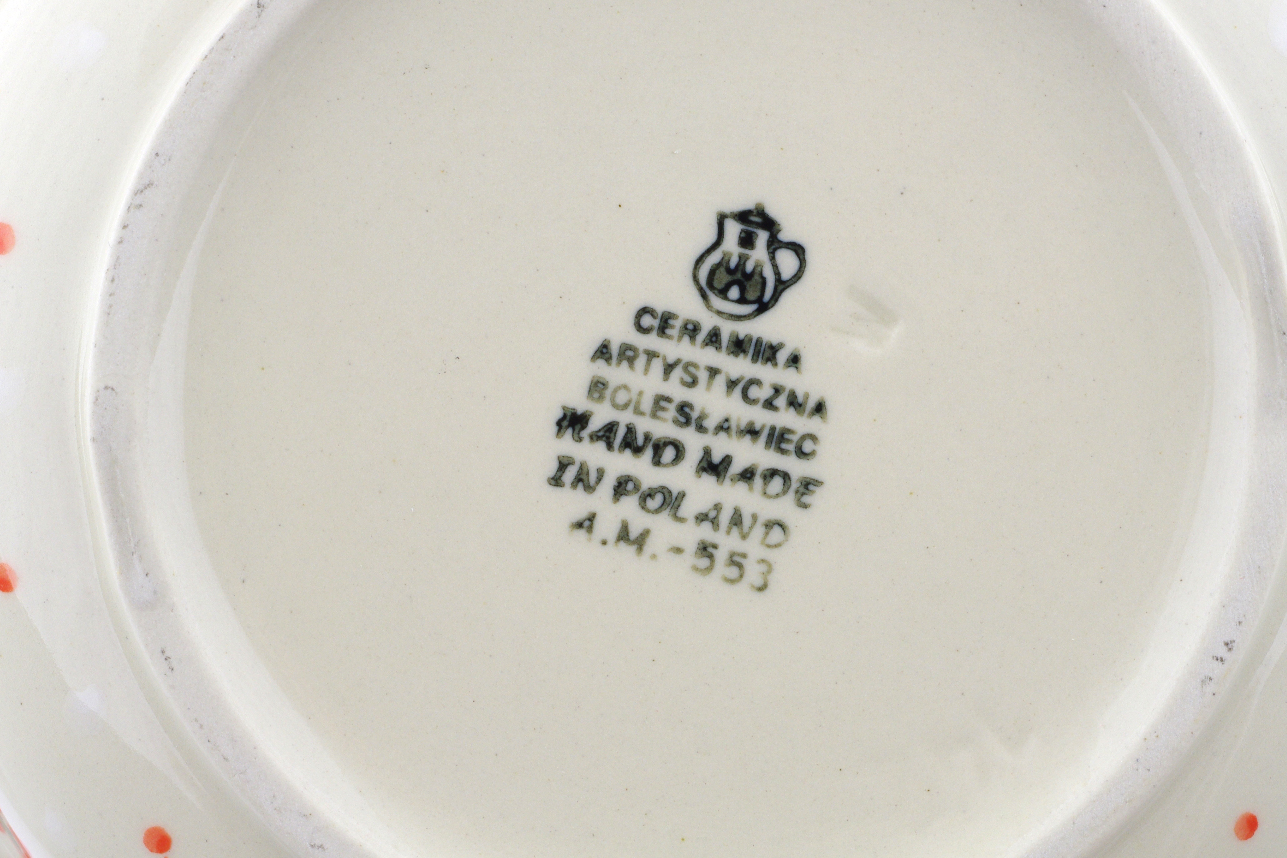 CERAMIKA
ARTYSTYCZNA
BOLESŁAWIEC
HAND MADE
IN POLAND
A.M.-553